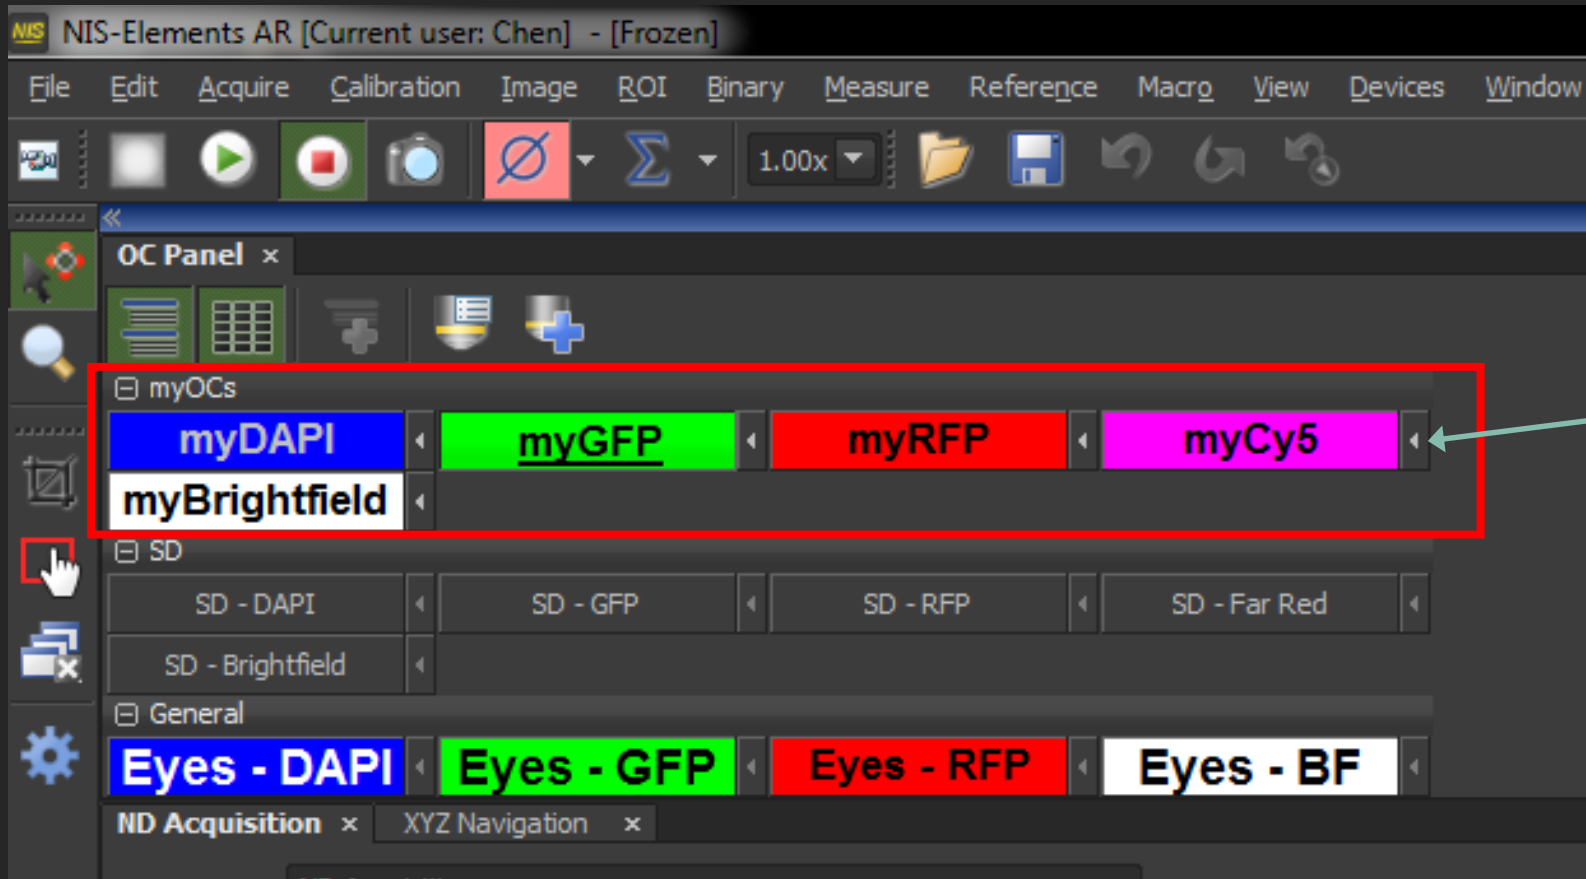 NIS NIS-Elements AR [Current user: Chen] - [Frozen]
File Edit Acquire Calibration Image ROI Binary Measure Reference Macro View Devices Window
1.00x
OC Panel ×
myOCs
myDAPI myGFP myRFP myCy5
myBrightfield
SD
SD - DAPI SD - GFP SD - RFP SD - Far Red
SD - Brightfield
General
Eyes - DAPI Eyes - GFP Eyes - RFP Eyes - BF
ND Acquisition × XYZ Navigation ×